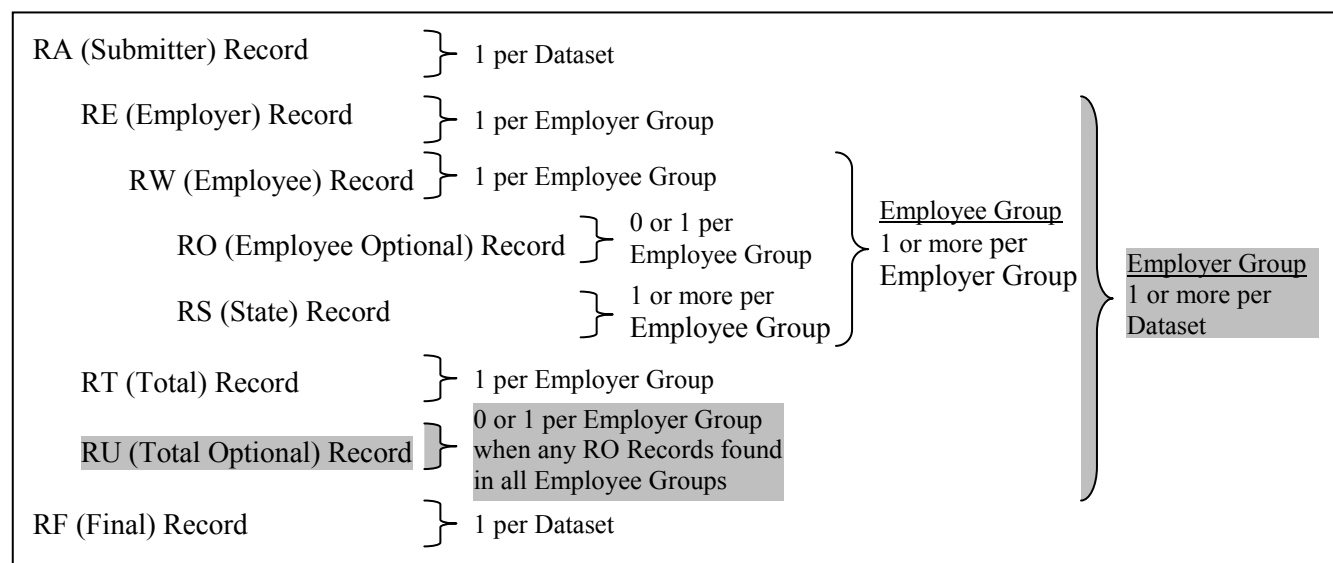 RA (Submitter) Record
1 per Dataset
RE (Employer) Record
1 per Employer Group
RW (Employee) Record
1 per Employee Group
RO (Employee Optional) Record
0 or 1 per
Employee Group
RS (State) Record
1 or more per
Employee Group
Employee Group
1 or more per
Employer Group
RT (Total) Record
1 per Employer Group
RU (Total Optional) Record
0 or 1 per Employer Group
when any RO Records found
in all Employee Groups
Employer Group
1 or more per
Dataset
RF (Final) Record
1 per Dataset